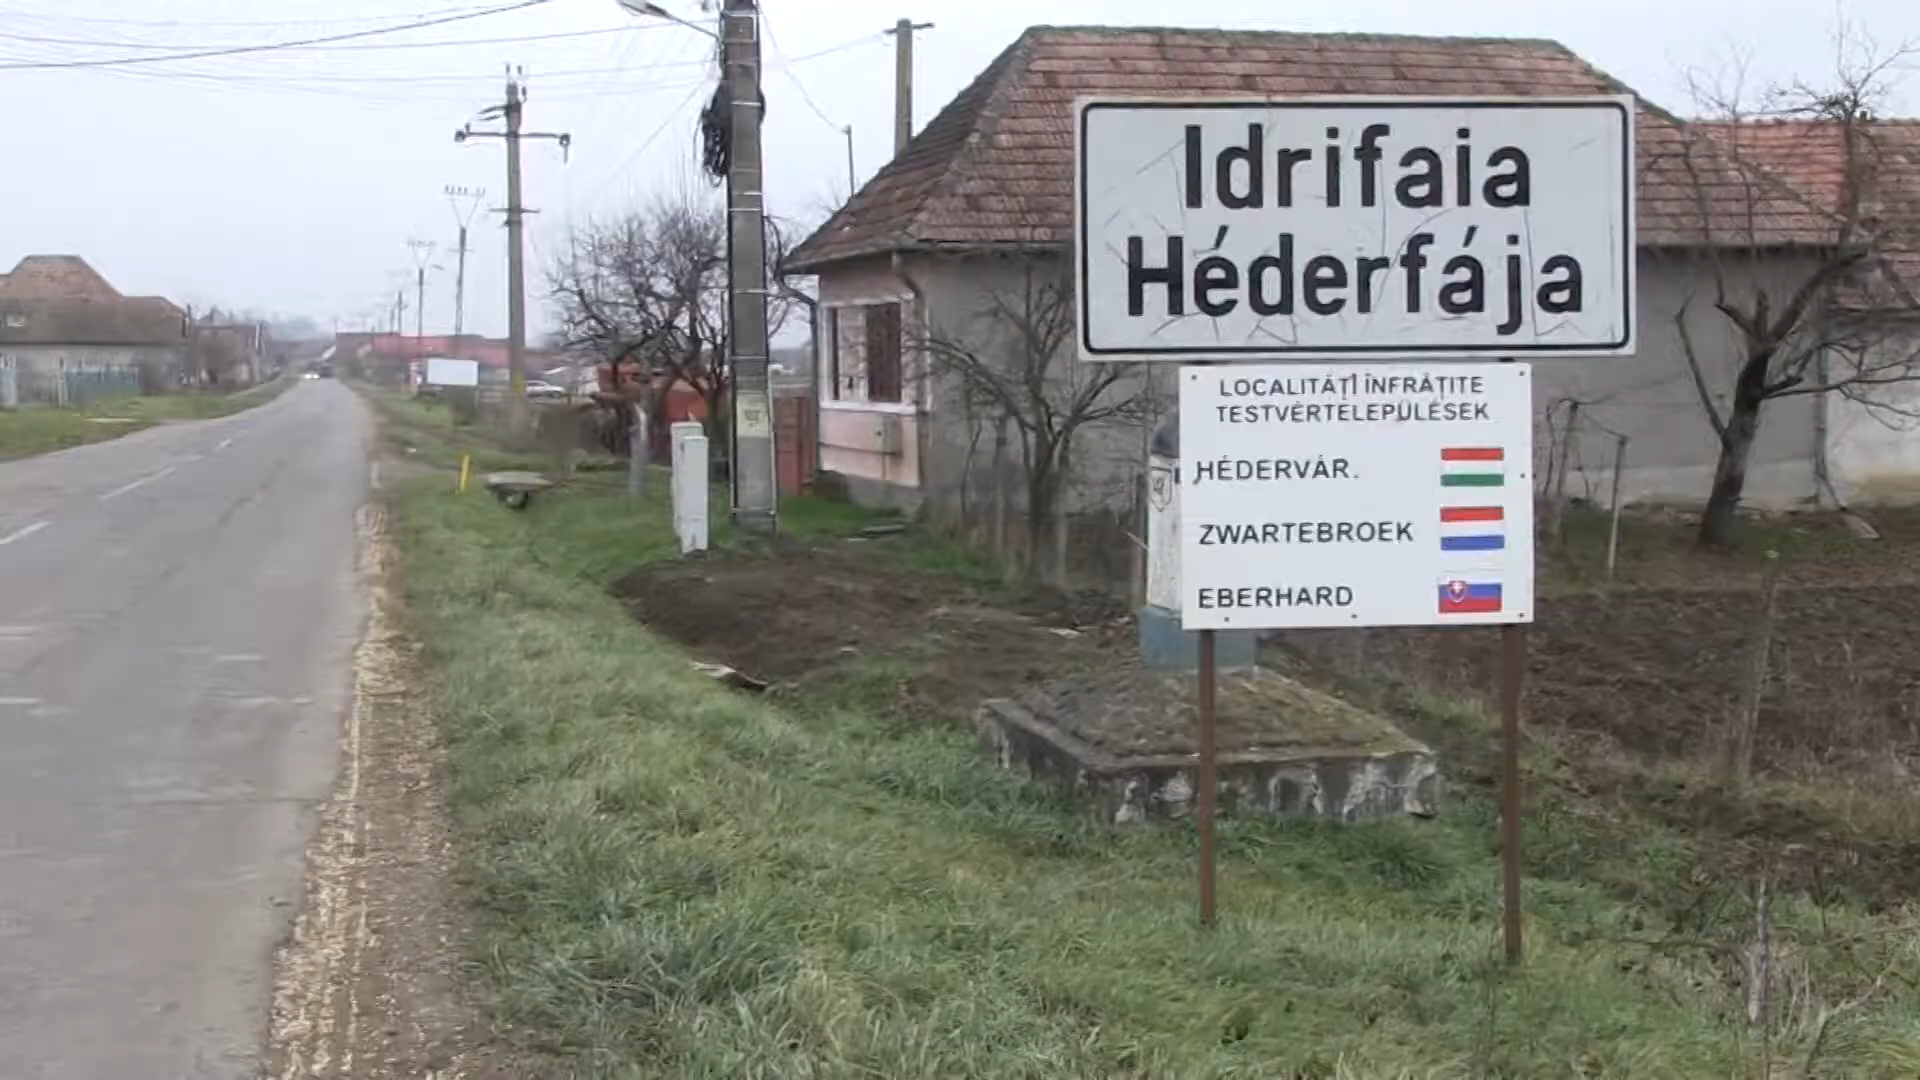 Idrifaia
Héderfája
LOCALITĂȚI ÎNFRĂȚITE
TESTVÉRTELEPÜLÉSEK
HÉDERVÁR.
ZWARTEBROEK
EBERHARD